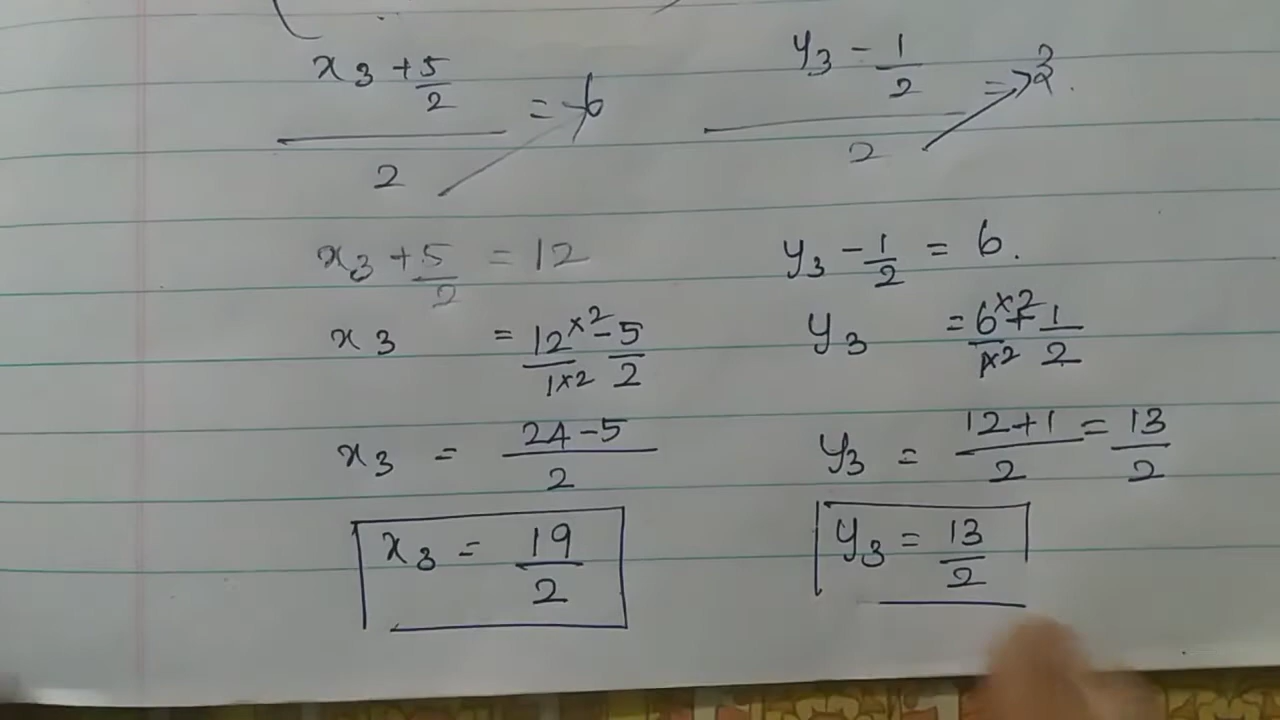 x₃ + 5/2 / 2 = 6    y₃ - 1/2 / 2 = 3.
x₃ + 5/2 = 12    y₃ - 1/2 = 6.
x₃ = 12×2/1×2 - 5/2    y₃ = 6×2/1×2 + 1/2
x₃ = 24-5/2    y₃ = 12+1/2 = 13/2
x₃ = 19/2    y₃ = 13/2